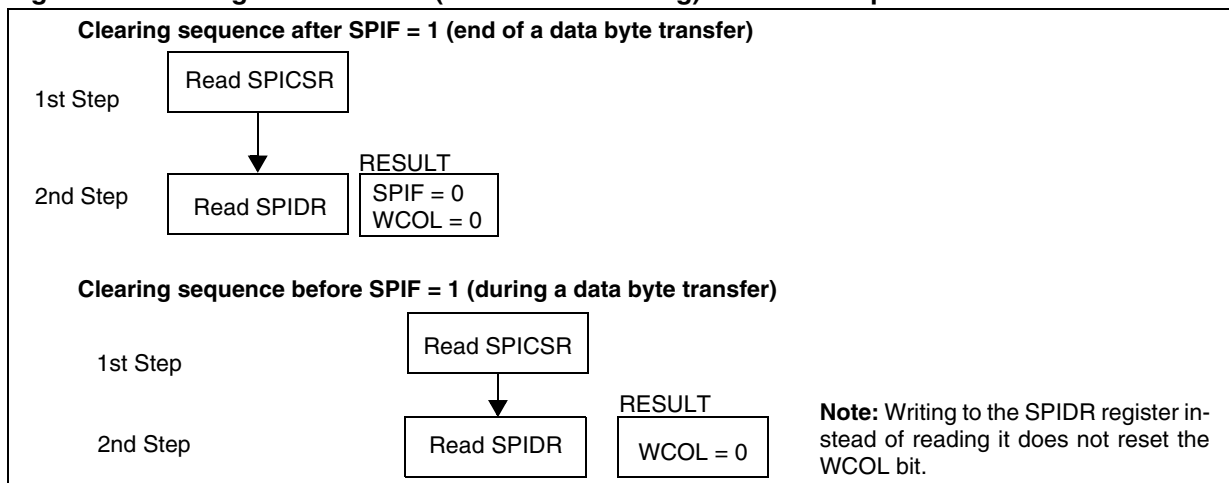 Clearing sequence after SPIF = 1 (end of a data byte transfer)
1st Step
Read SPICSR
RESULT
2nd Step
Read SPIDR
SPIF = 0
WCOL = 0
Clearing sequence before SPIF = 1 (during a data byte transfer)
1st Step
Read SPICSR
RESULT
2nd Step
Read SPIDR
WCOL = 0
Note: Writing to the SPIDR register in-
stead of reading it does not reset the
WCOL bit.